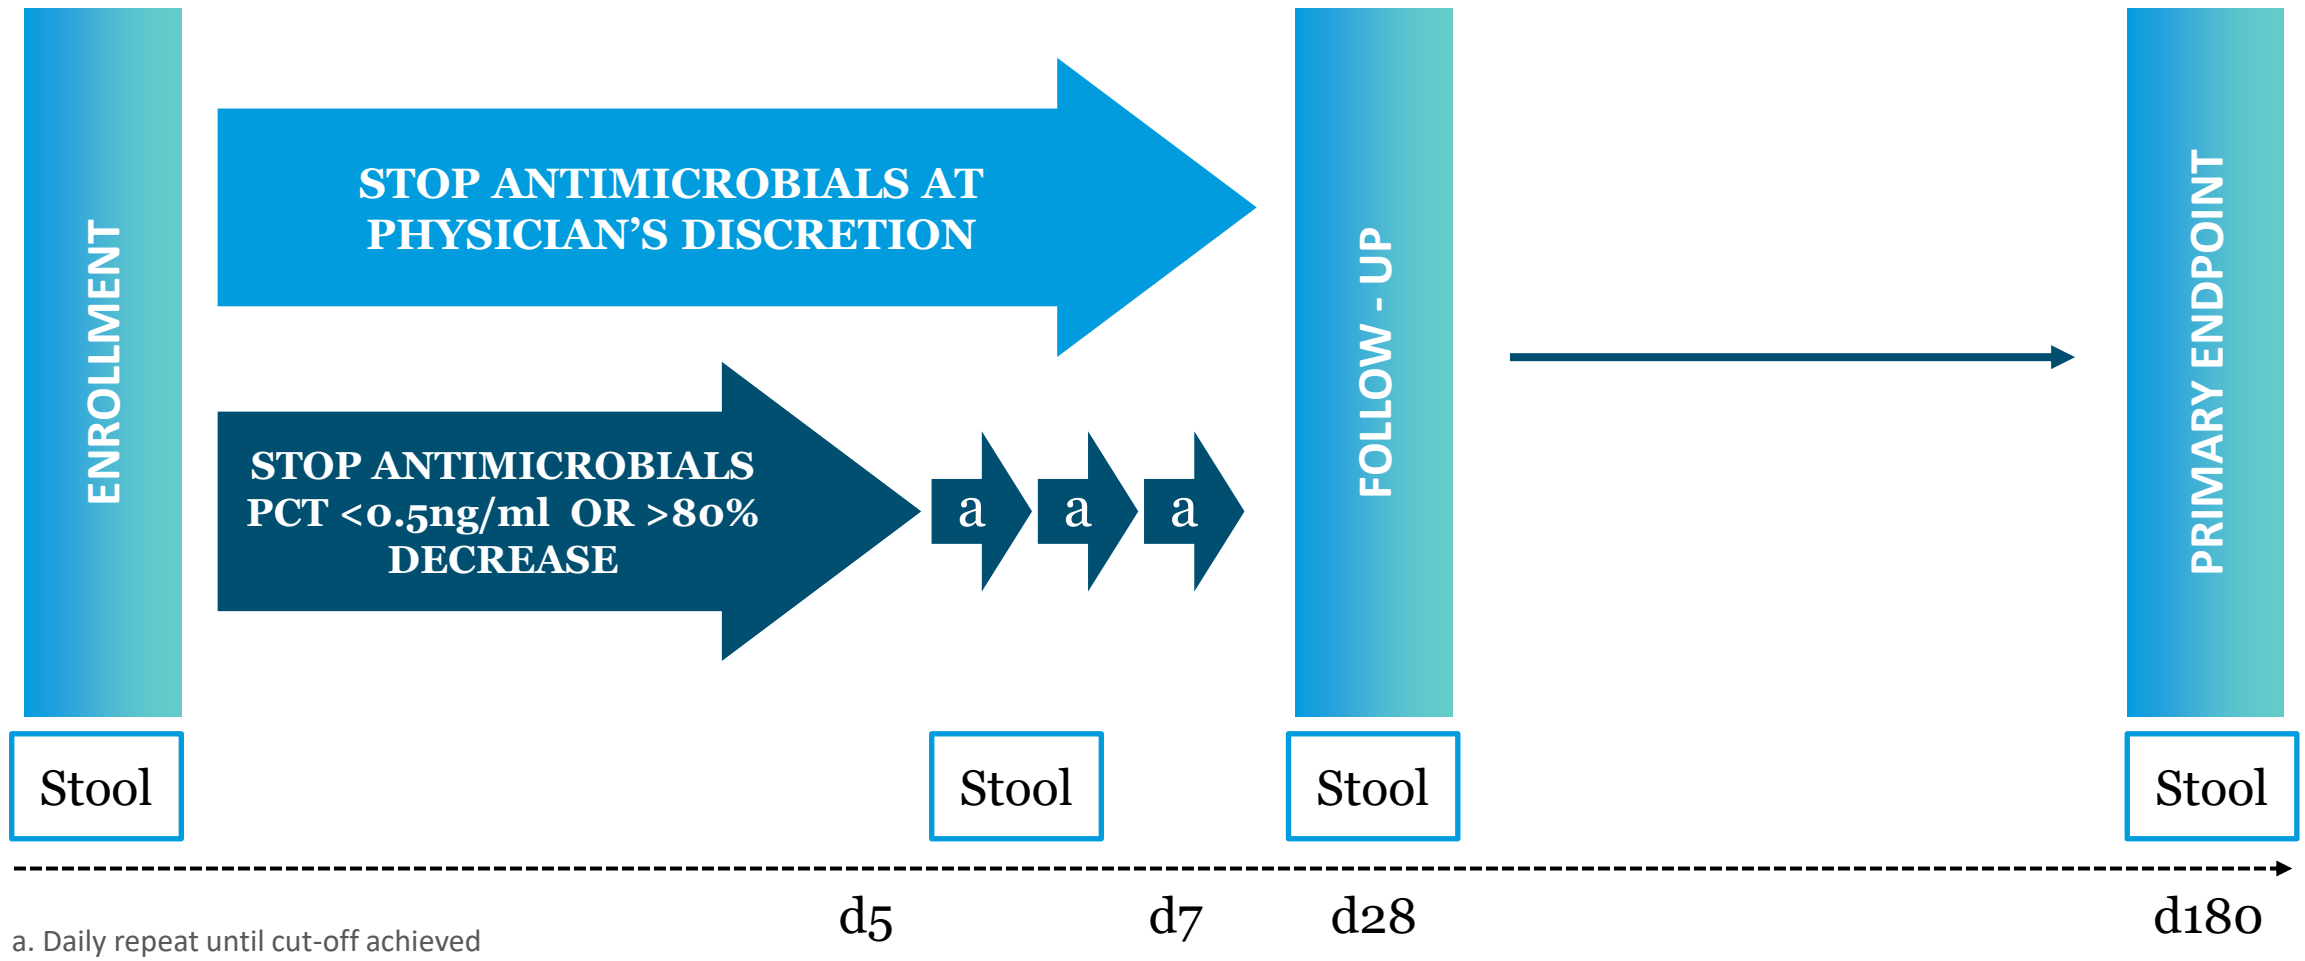 ENROLLMENT
STOP ANTIMICROBIALS AT
PHYSICIAN’S DISCRETION
STOP ANTIMICROBIALS
PCT <0.5ng/ml OR >80%
DECREASE
a
a
a
FOLLOW - UP
PRIMARY ENDPOINT
Stool
Stool
Stool
Stool
d5
d7
d28
d180
a. Daily repeat until cut-off achieved